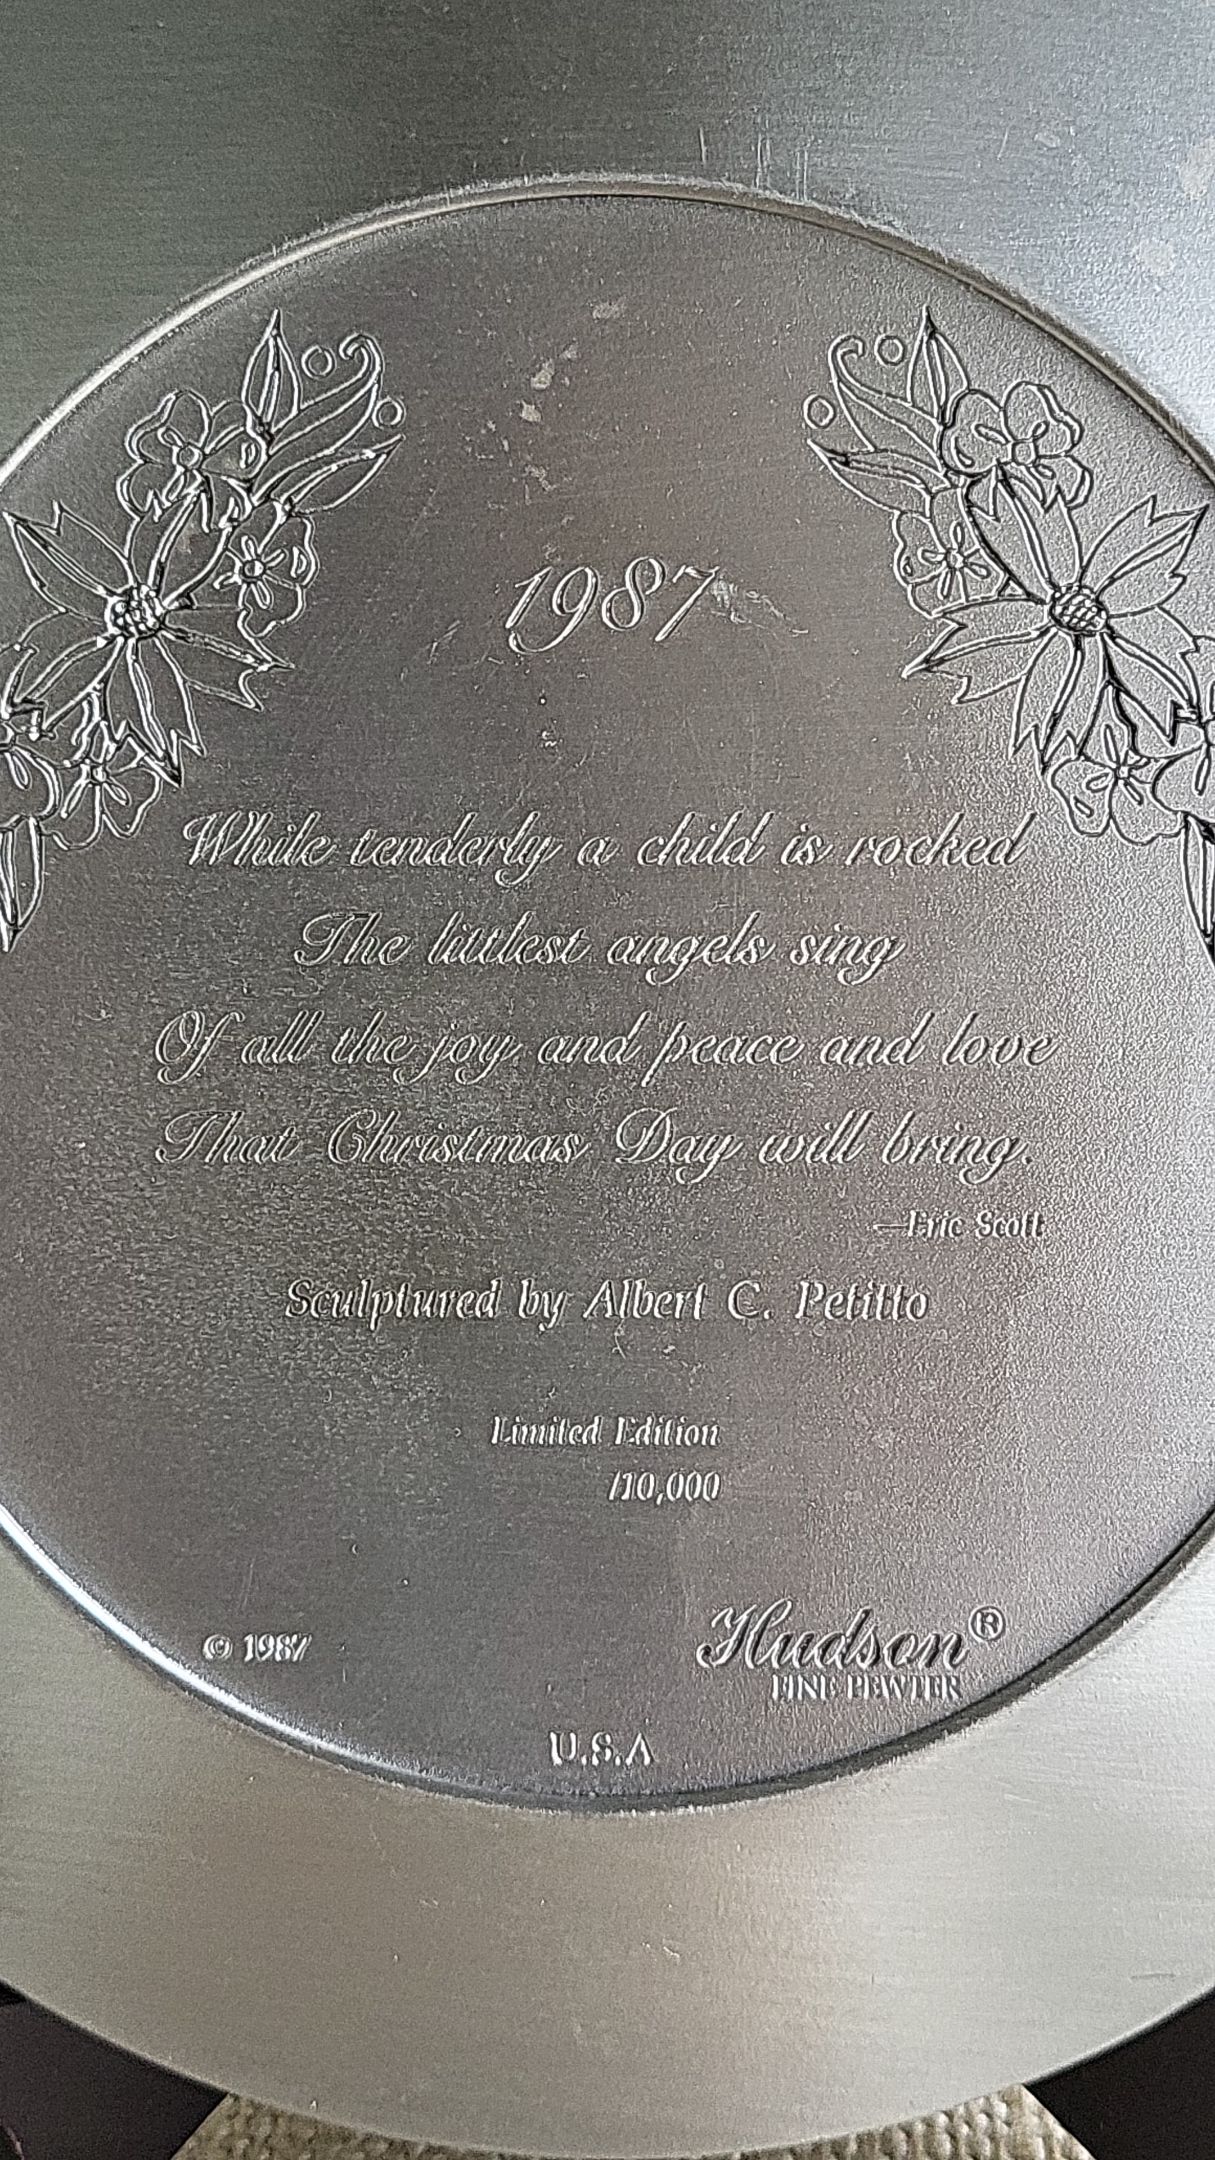 1987
While tenderly a child is rocked
The littlest angels sing
Of all the joy and peace and love
That Christmas Day will bring.
—Eric Scott
Sculptured by Albert C. Petitto
Limited Edition
/10,000
© 1987
Hudson®
FINE PEWTER
U.S.A